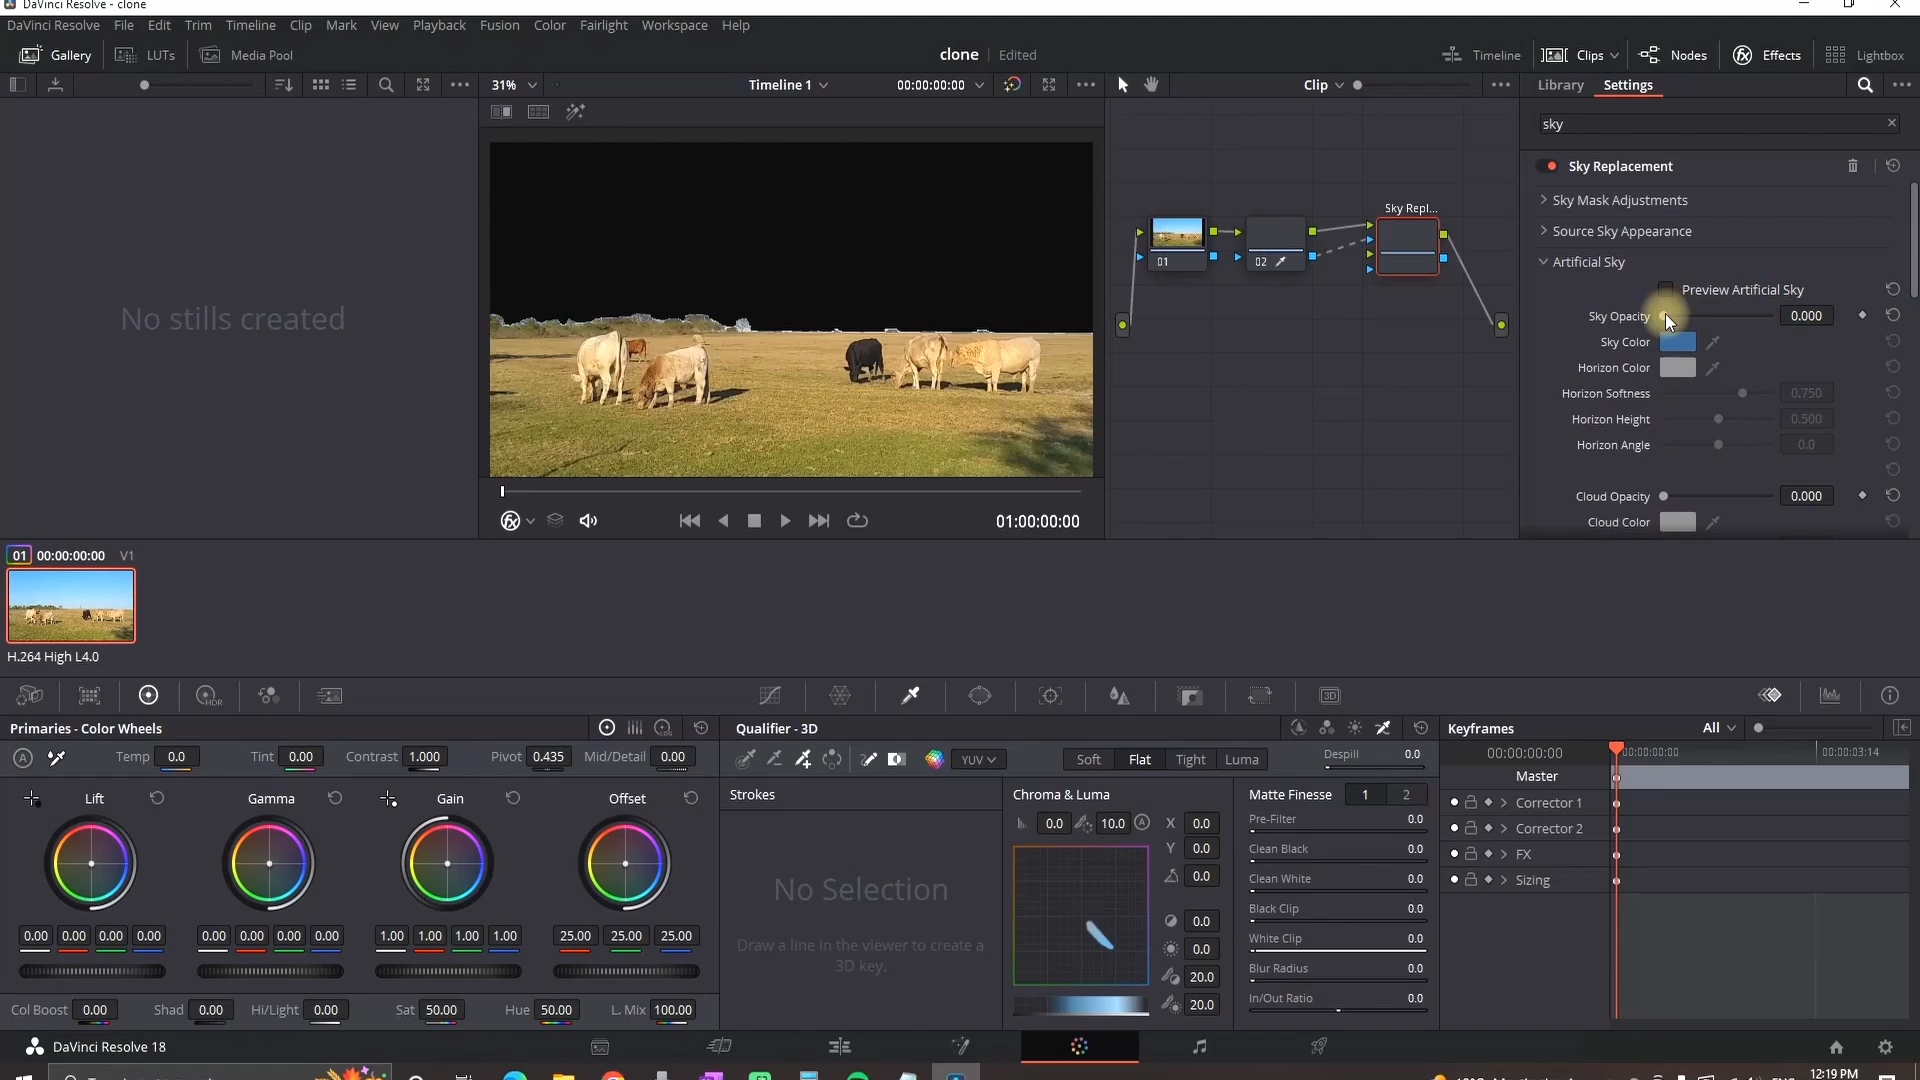 DaVinci Resolve - clone
DaVinci Resolve File Edit Trim Timeline Clip Mark View Playback Fusion Color Fairlight Workspace Help
Gallery LUTs Media Pool clone Edited Timeline Clips Nodes fx Effects Lightbox
31% Timeline 1 00:00:00:00 Clip Library Settings
sky
Sky Replacement
Sky Mask Adjustments
Source Sky Appearance
Artificial Sky
Preview Artificial Sky
Sky Opacity 0.000
Sky Color
Horizon Color
Horizon Softness 0.750
Horizon Height 0.500
Horizon Angle 0.0
Cloud Opacity 0.000
Cloud Color
Sky Repl...
01 02
No stills created
fx 01:00:00:00
01 00:00:00:00 V1
H.264 High L4.0
HDR 3D
Primaries - Color Wheels LOG
A Temp 0.0 Tint 0.00 Contrast 1.000 Pivot 0.435 Mid/Detail 0.00
Lift Gamma Gain Offset
0.00 0.00 0.00 0.00 0.00 0.00 0.00 0.00 1.00 1.00 1.00 1.00 25.00 25.00 25.00
Col Boost 0.00 Shad 0.00 Hi/Light 0.00 Sat 50.00 Hue 50.00 L. Mix 100.00
Qualifier - 3D
YUV Soft Flat Tight Luma Despill 0.0
Strokes
No Selection
Draw a line in the viewer to create a
3D key.
Chroma & Luma
0.0 10.0 A X 0.0
Y 0.0
0.0
0.0
0.0
20.0
20.0
Matte Finesse 1 2
Pre-Filter 0.0
Clean Black 0.0
Clean White 0.0
Black Clip 0.0
White Clip 0.0
Blur Radius 0.0
In/Out Ratio 0.0
Keyframes All
00:00:00:00 00:00:00:00 00:00:03:14
Master
Corrector 1
Corrector 2
FX
Sizing
DaVinci Resolve 18
12:19 PM